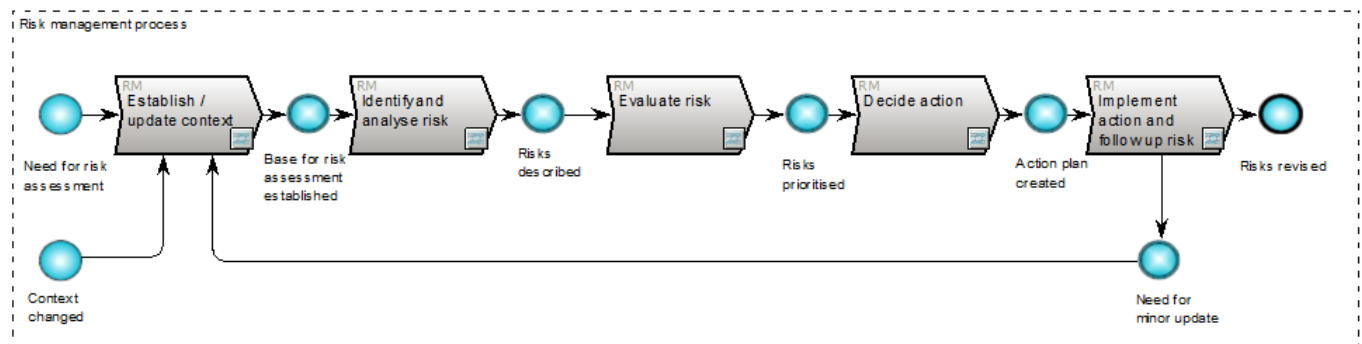 Risk management process
RM
Establish /
update context
RM
Identify and
analyse risk
RM
Evaluate risk
RM
Decide action
RM
Implement
action and
follow up risk
Need for risk
assessment
Base for risk
assessment
established
Risks
described
Risks
prioritised
Action plan
created
Risks revised
Context
changed
Need for
minor update